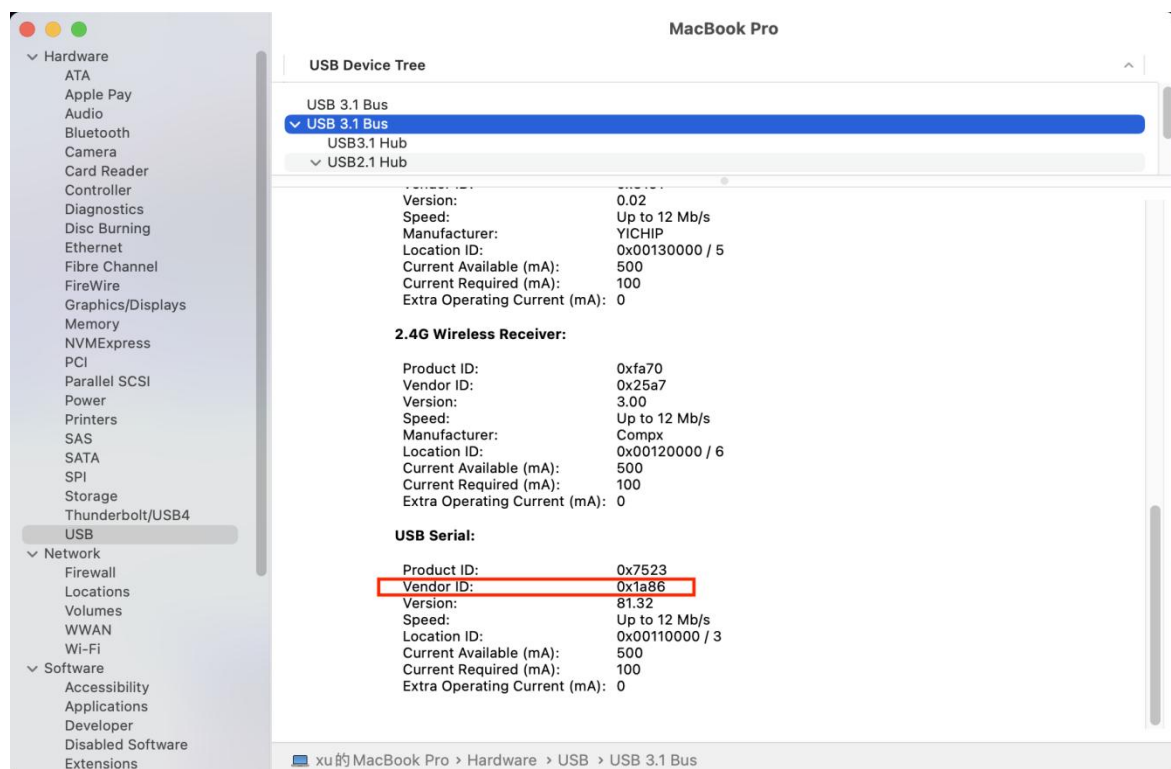 MacBook Pro
Hardware
ATA
Apple Pay
Audio
Bluetooth
Camera
Card Reader
Controller
Diagnostics
Disc Burning
Ethernet
Fibre Channel
FireWire
Graphics/Displays
Memory
NVMExpress
PCI
Parallel SCSI
Power
Printers
SAS
SATA
SPI
Storage
Thunderbolt/USB4
USB
Network
Firewall
Locations
Volumes
WWAN
Wi-Fi
Software
Accessibility
Applications
Developer
Disabled Software
Extensions
USB Device Tree
USB 3.1 Bus
USB 3.1 Bus
USB3.1 Hub
USB2.1 Hub
Version: 0.02
Speed: Up to 12 Mb/s
Manufacturer: YICHIP
Location ID: 0x00130000 / 5
Current Available (mA): 500
Current Required (mA): 100
Extra Operating Current (mA): 0
2.4G Wireless Receiver:
Product ID: 0xfa70
Vendor ID: 0x25a7
Version: 3.00
Speed: Up to 12 Mb/s
Manufacturer: Compx
Location ID: 0x00120000 / 6
Current Available (mA): 500
Current Required (mA): 100
Extra Operating Current (mA): 0
USB Serial:
Product ID: 0x7523
Vendor ID: 0x1a86
Version: 81.32
Speed: Up to 12 Mb/s
Location ID: 0x00110000 / 3
Current Available (mA): 500
Current Required (mA): 100
Extra Operating Current (mA): 0
xu的MacBook Pro › Hardware › USB › USB 3.1 Bus